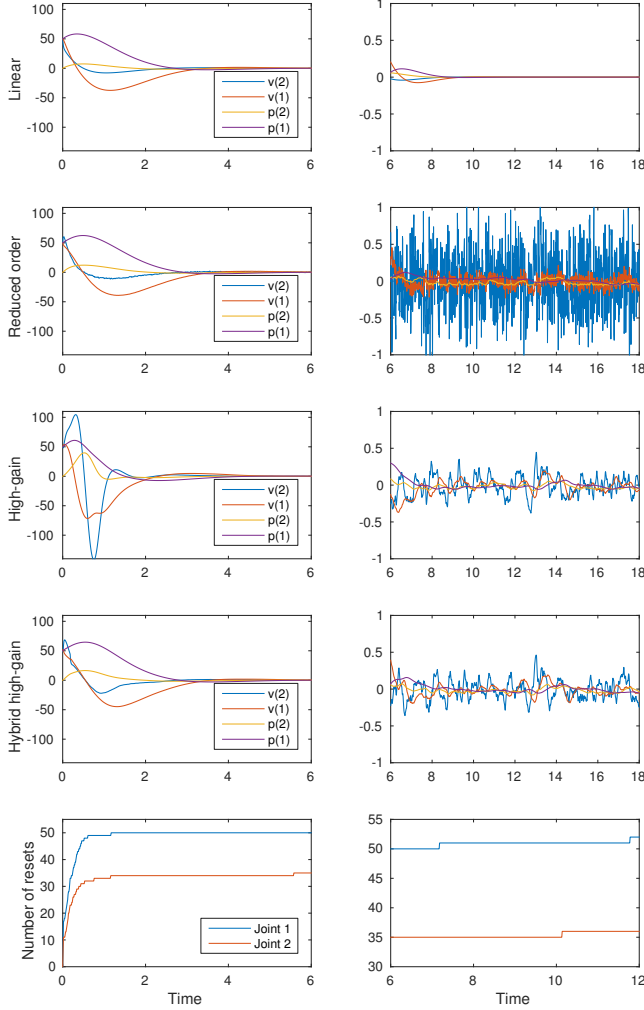 100
50
0
-50
-100
Linear
0 2 4 6
v(2)
v(1)
p(2)
p(1)
1
0.5
0
-0.5
-1
6 8 10 12 14 16 18
100
50
0
-50
-100
Reduced order
0 2 4 6
v(2)
v(1)
p(2)
p(1)
1
0.5
0
-0.5
-1
6 8 10 12 14 16 18
100
50
0
-50
-100
High-gain
0 2 4 6
v(2)
v(1)
p(2)
p(1)
1
0.5
0
-0.5
-1
6 8 10 12 14 16 18
100
50
0
-50
-100
Hybrid high-gain
0 2 4 6
v(2)
v(1)
p(2)
p(1)
1
0.5
0
-0.5
-1
6 8 10 12 14 16 18
50
40
30
20
10
0
Number of resets
0 2 4 6
Time
Joint 1
Joint 2
55
50
45
40
35
30
6 8 10 12
Time